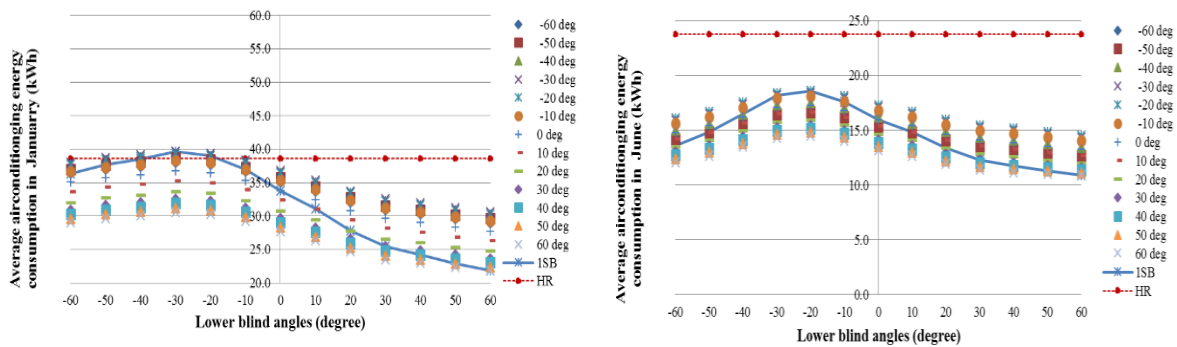 Average airconditionging energy
consumption in Januarry (kWh)
60.0
55.0
50.0
45.0
40.0
35.0
30.0
25.0
20.0
-60 -50 -40 -30 -20 -10 0 10 20 30 40 50 60
Lower blind angles (degree)
-60 deg
-50 deg
-40 deg
-30 deg
-20 deg
-10 deg
0 deg
10 deg
20 deg
30 deg
40 deg
50 deg
60 deg
1SB
HR
Average airconditionging energy
consumption in June (kWh)
25.0
20.0
15.0
10.0
5.0
0.0
-60 -50 -40 -30 -20 -10 0 10 20 30 40 50 60
Lower blind angles (degree)
-60 deg
-50 deg
-40 deg
-30 deg
-20 deg
-10 deg
0 deg
10 deg
20 deg
30 deg
40 deg
50 deg
60 deg
1SB
HR